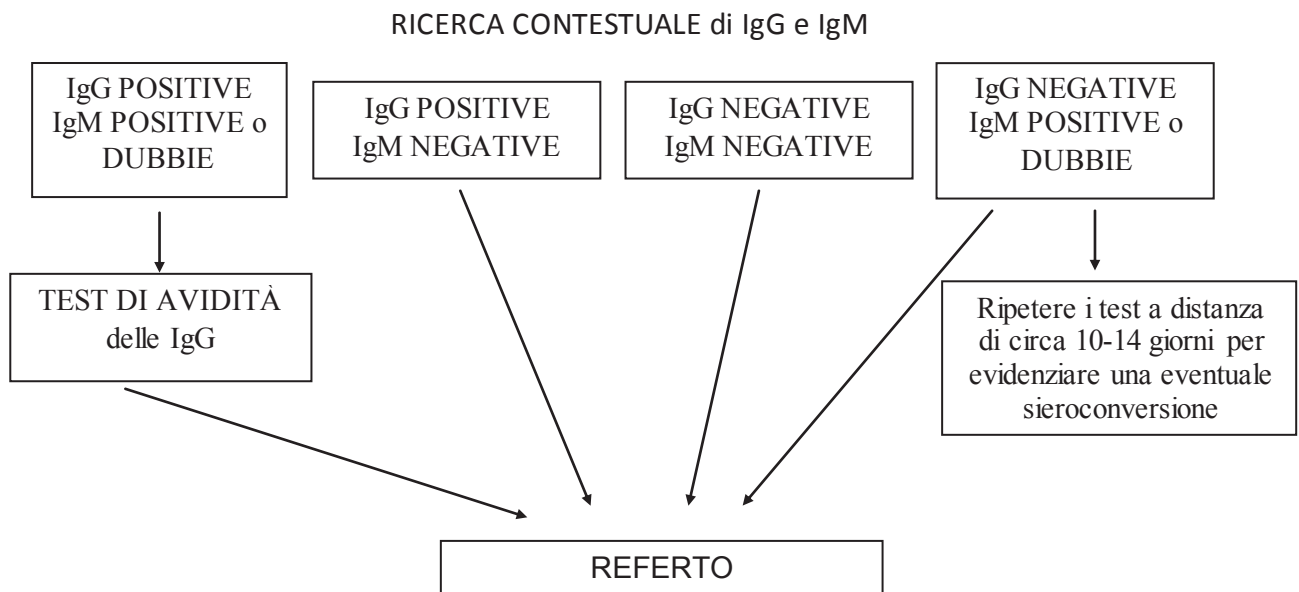 RICERCA CONTESTUALE di IgG e IgM
IgG POSITIVE
IgM POSITIVE o
DUBBIE
IgG POSITIVE
IgM NEGATIVE
IgG NEGATIVE
IgM NEGATIVE
IgG NEGATIVE
IgM POSITIVE o
DUBBIE
TEST DI AVIDITÀ
delle IgG
Ripetere i test a distanza
di circa 10-14 giorni per
evidenziare una eventuale
sieroconversione
REFERTO